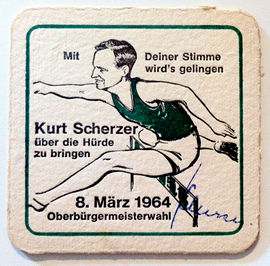 Mit Deiner Stimme
wird's gelingen
Kurt Scherzer
über die Hürde
zu bringen
8. März 1964
Oberbürgermeisterwahl